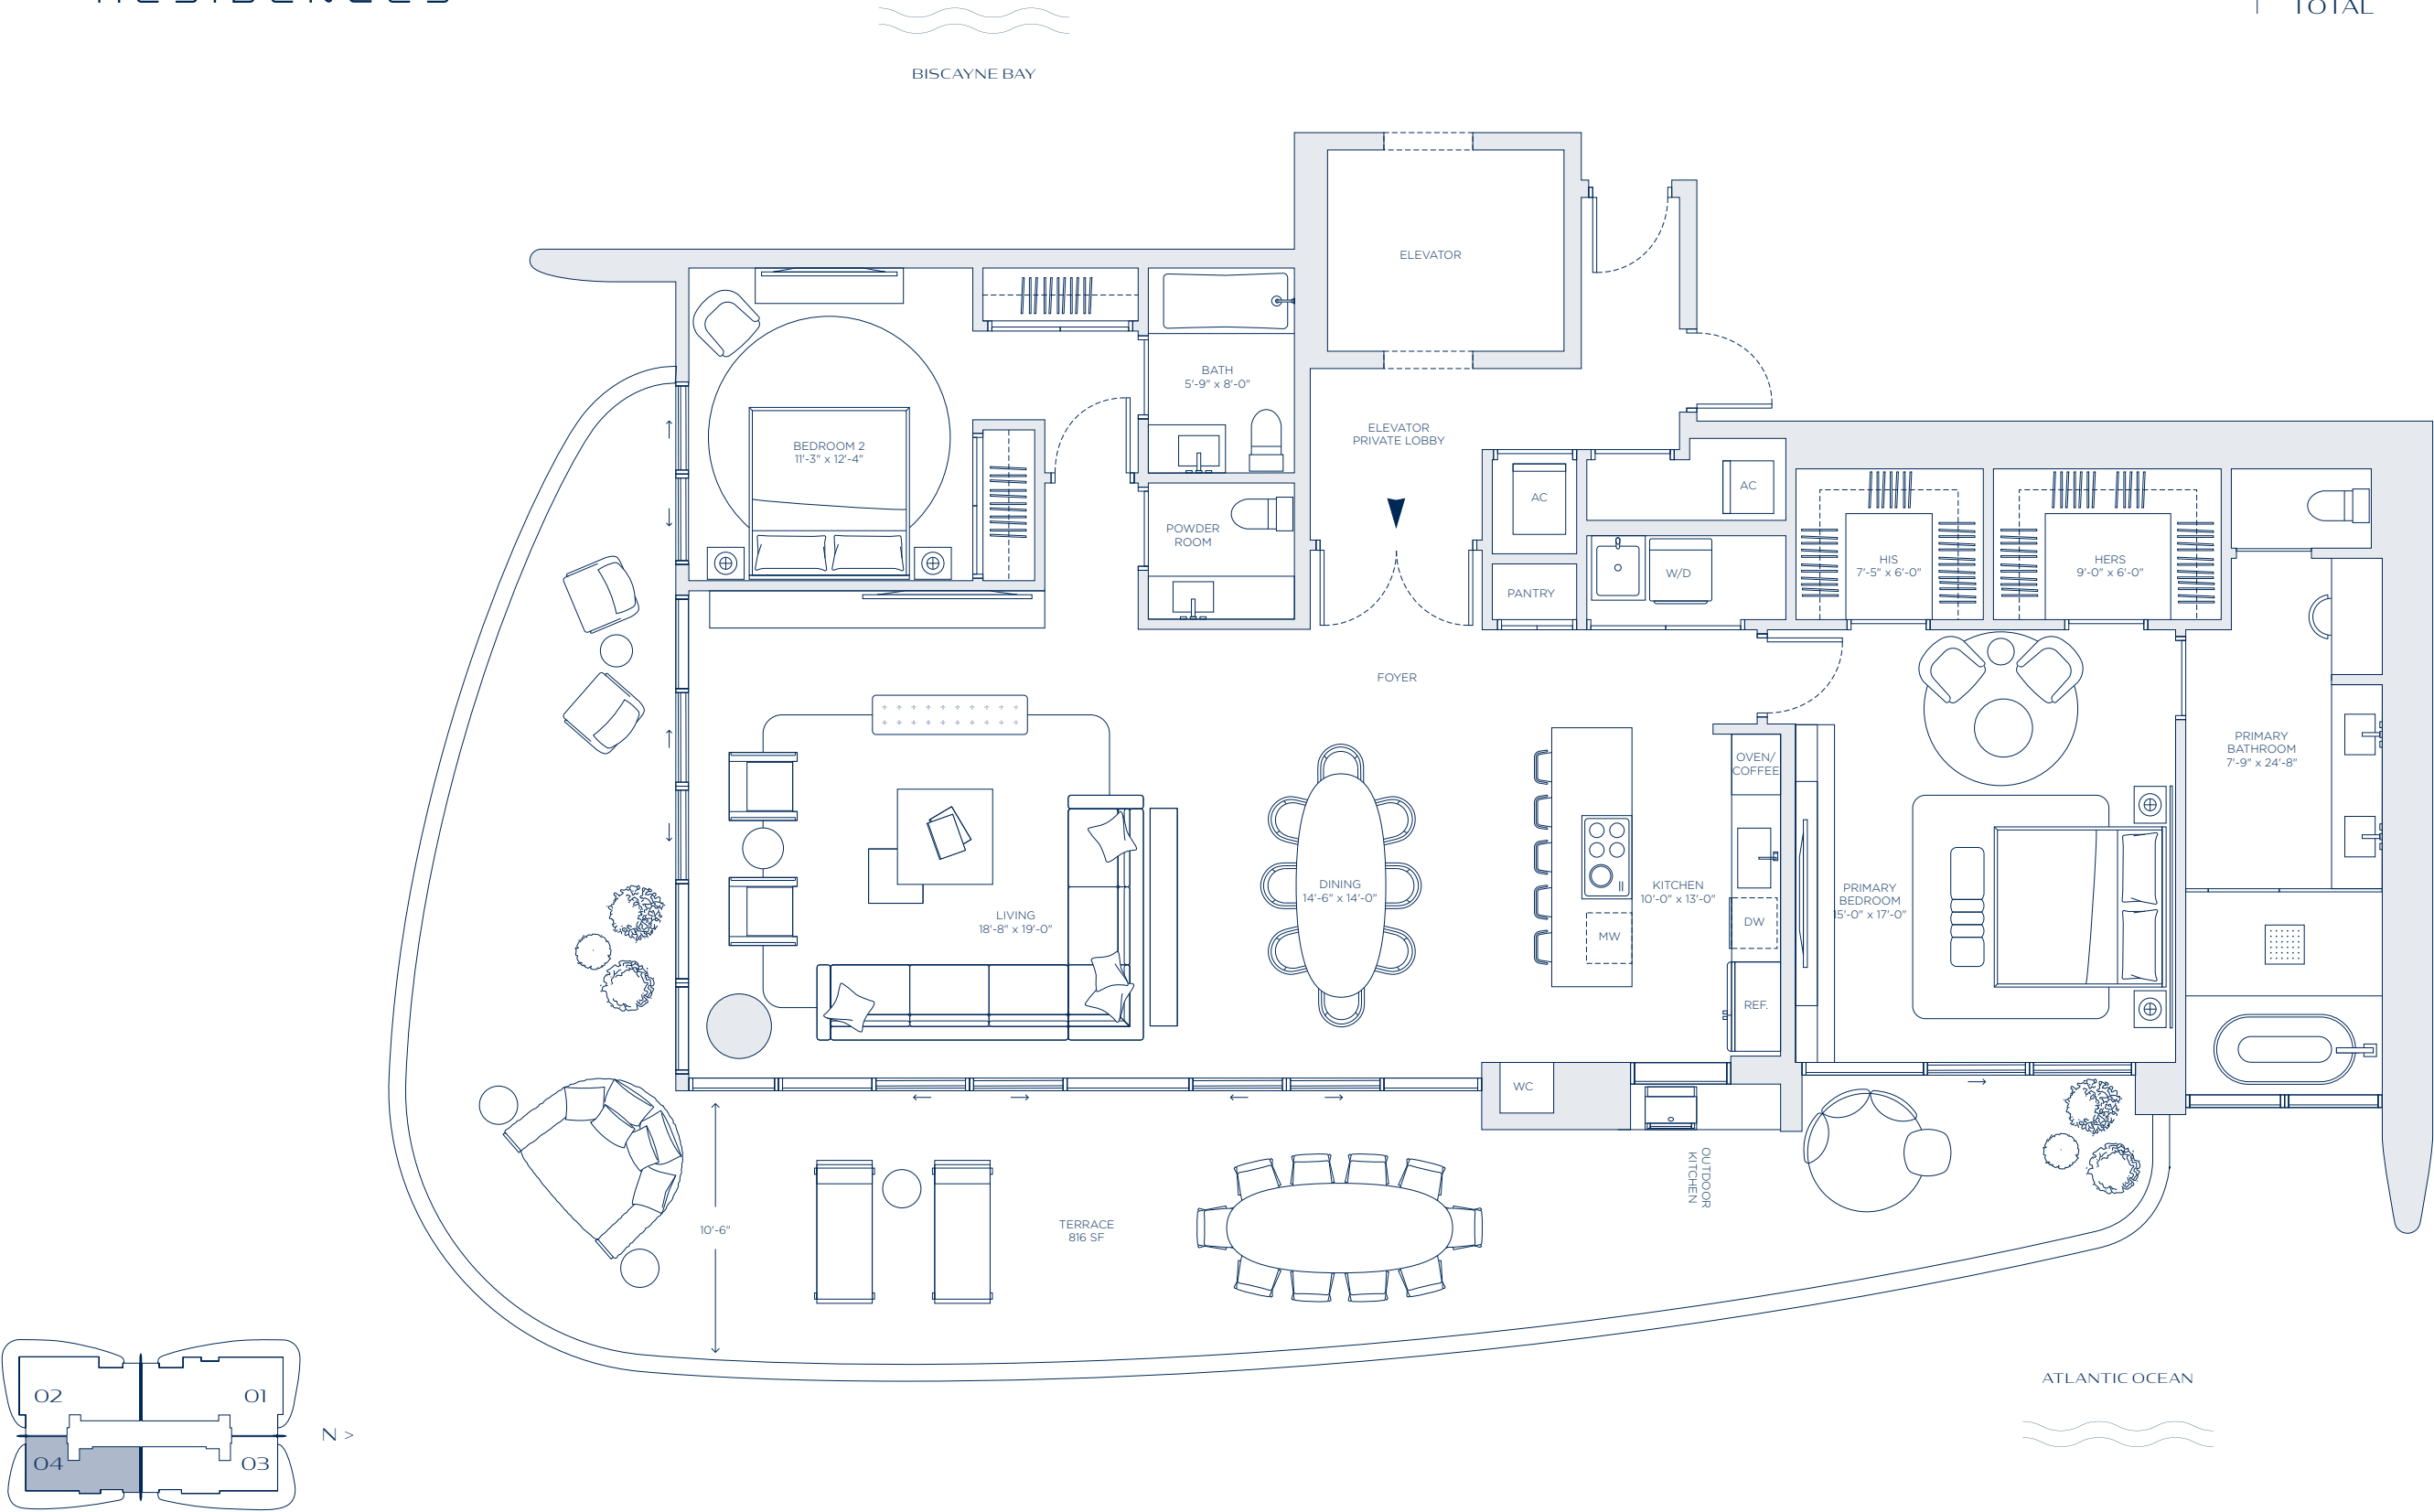 TOTAL
BISCAYNE BAY
ELEVATOR
BATH
5'-9" x 8'-0"
ELEVATOR
PRIVATE LOBBY
BEDROOM 2
11'-3" x 12'-4"
AC
AC
POWDER
ROOM
HIS
7'-5" x 6'-0"
HERS
9'-0" x 6'-0"
W/D
PANTRY
FOYER
PRIMARY
BATHROOM
7'-9" x 24'-8"
OVEN/
COFFEE
DINING
14'-6" x 14'-0"
KITCHEN
10'-0" x 13'-0"
PRIMARY
BEDROOM
15'-0" x 17'-0"
LIVING
18'-8" x 19'-0"
MW
DW
REF.
WC
OUTDOOR
KITCHEN
10'-6"
TERRACE
816 SF
ATLANTIC OCEAN
02
01
04
03
N >